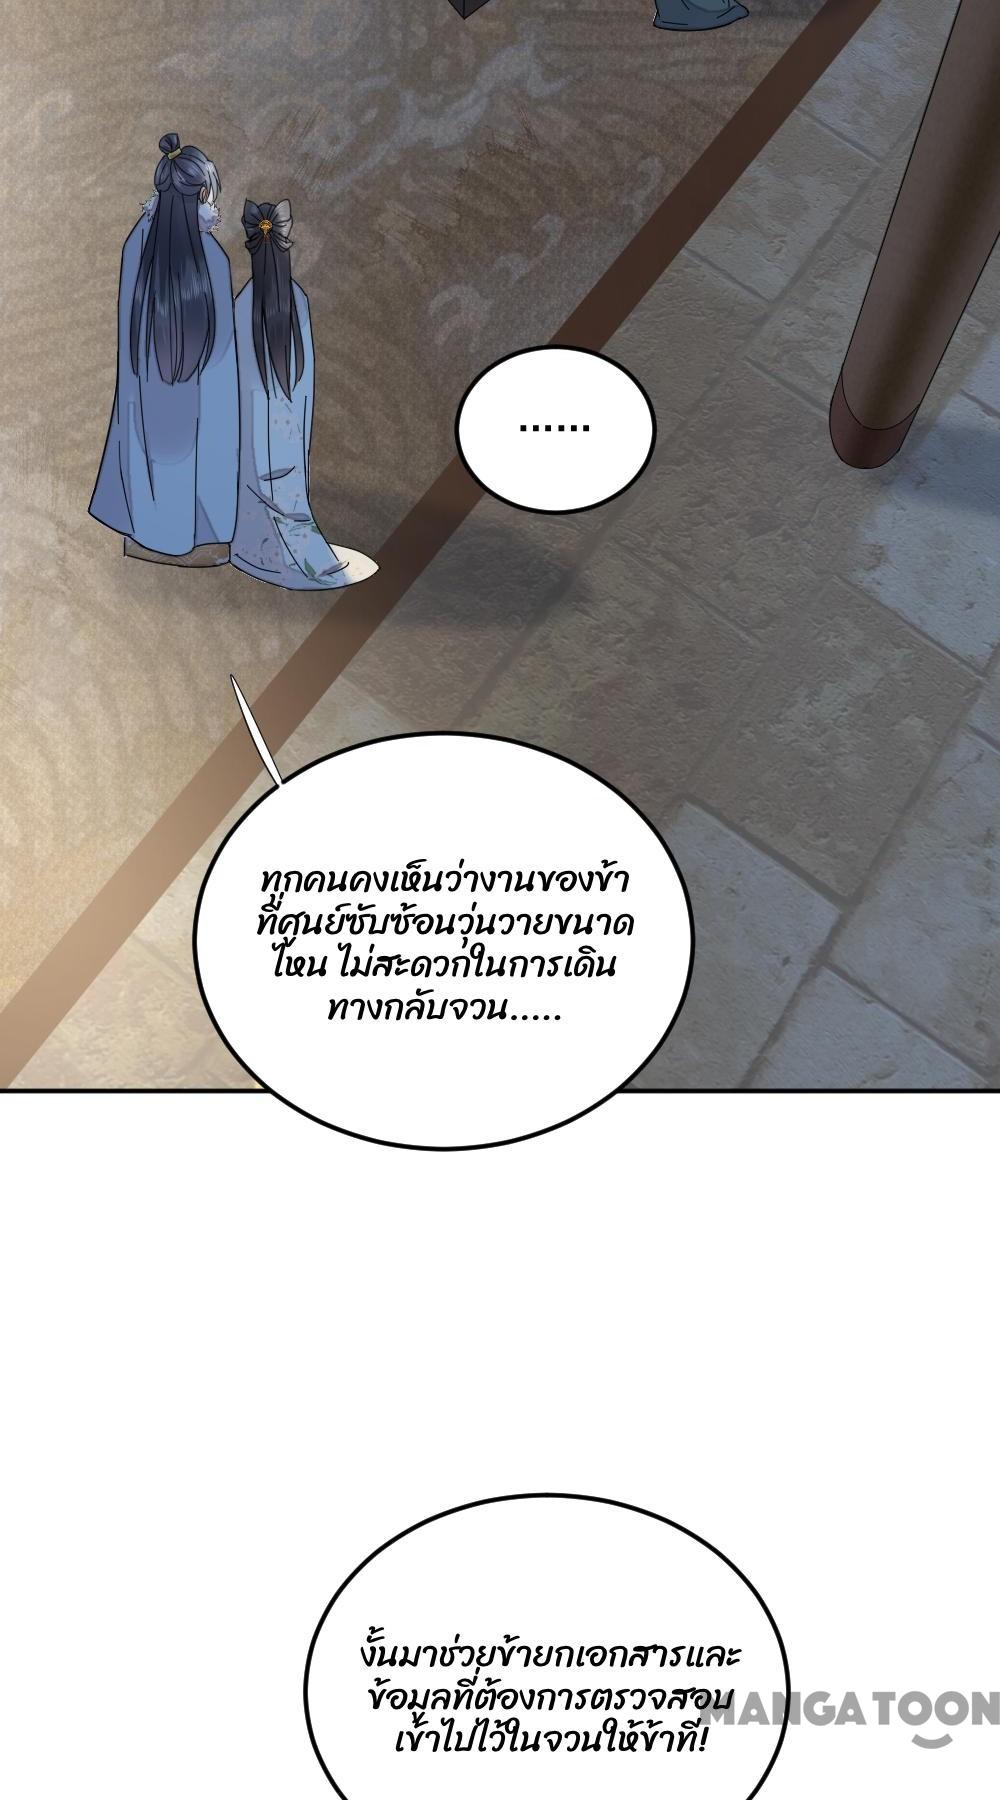 ......
ทุกคนคงเห็นว่างานของข้า
ที่ศูนย์ซับซ้อนวุ่นวายขนาด
ไหน ไม่สะดวกในการเดิน
ทางกลับจวน.....
งั้นมาช่วยข้ายกเอกสารและ
ข้อมูลที่ต้องการตรวจสอบ
เข้าไปไว้ในจวนให้ข้าที!
MANGATOON